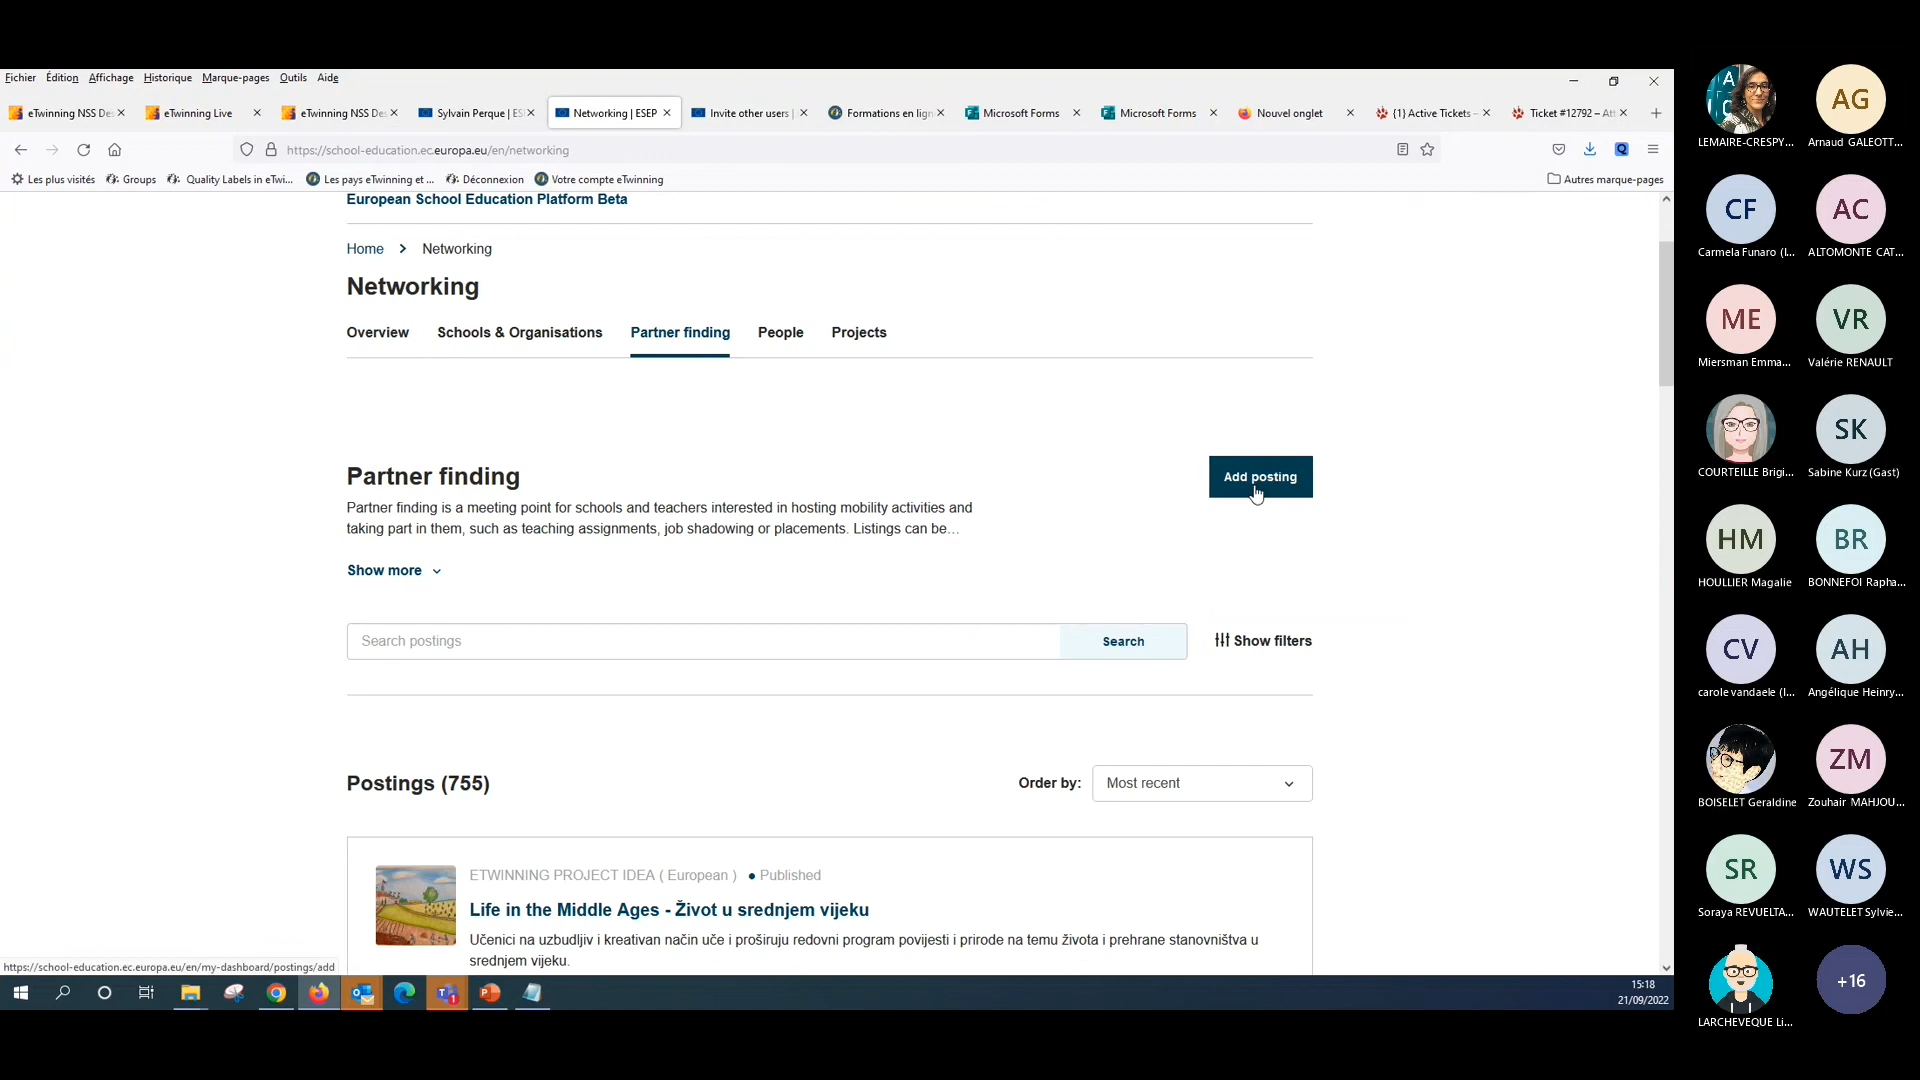 Fichier Édition Affichage Historique Marque-pages Outils Aide
eTwinning NSS De
eTwinning Live
eTwinning NSS De
Sylvain Perque | ES
Networking | ESEP
Invite other users |
Formations en lign
Microsoft Forms
Microsoft Forms
Nouvel onglet
{1} Active Tickets –
Ticket #12792 – Att
https://school-education.ec.europa.eu/en/networking
Les plus visités Groups Quality Labels in eTwi... Les pays eTwinning et ... Déconnexion Votre compte eTwinning Autres marque-pages
European School Education Platform Beta
Home > Networking
Networking
Overview Schools & Organisations Partner finding People Projects
Partner finding
Add posting
Partner finding is a meeting point for schools and teachers interested in hosting mobility activities and
taking part in them, such as teaching assignments, job shadowing or placements. Listings can be...
Show more
Search postings Search Show filters
Postings (755) Order by: Most recent
ETWINNING PROJECT IDEA ( European ) • Published
Life in the Middle Ages - Život u srednjem vijeku
Učenici na uzbudljiv i kreativan način uče i proširuju redovni program povijesti i prirode na temu života i prehrane stanovništva u
srednjem vijeku.
https://school-education.ec.europa.eu/en/my-dashboard/postings/add
15:18
21/09/2022
AG
LEMAIRE-CRESPY... Arnaud GALEOTT...
CF AC
Carmela Funaro (I... ALTOMONTE CAT...
ME VR
Miersman Emma... Valérie RENAULT
SK
COURTEILLE Brigi... Sabine Kurz (Gast)
HM BR
HOULLIER Magalie BONNEFOI Rapha...
CV AH
carole vandaele (I... Angélique Heinry...
ZM
BOISELET Geraldine Zouhair MAHJOU...
SR WS
Soraya REVUELTA... WAUTELET Sylvie...
+16
LARCHEVEQUE Li...